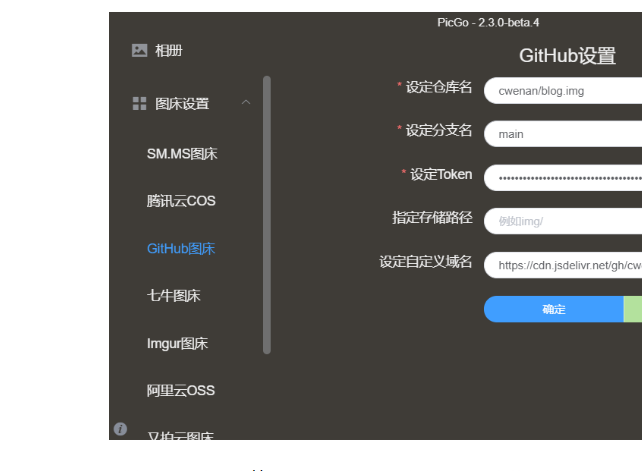 PicGo - 2.3.0-beta.4
相册
图床设置
SM.MS图床
腾讯云COS
GitHub图床
七牛图床
Imgur图床
阿里云OSS
又拍云图床
GitHub设置
* 设定仓库名
cwenan/blog.img
* 设定分支名
main
* 设定Token
指定存储路径
例如img/
设定自定义域名
https://cdn.jsdelivr.net/gh/cw
确定